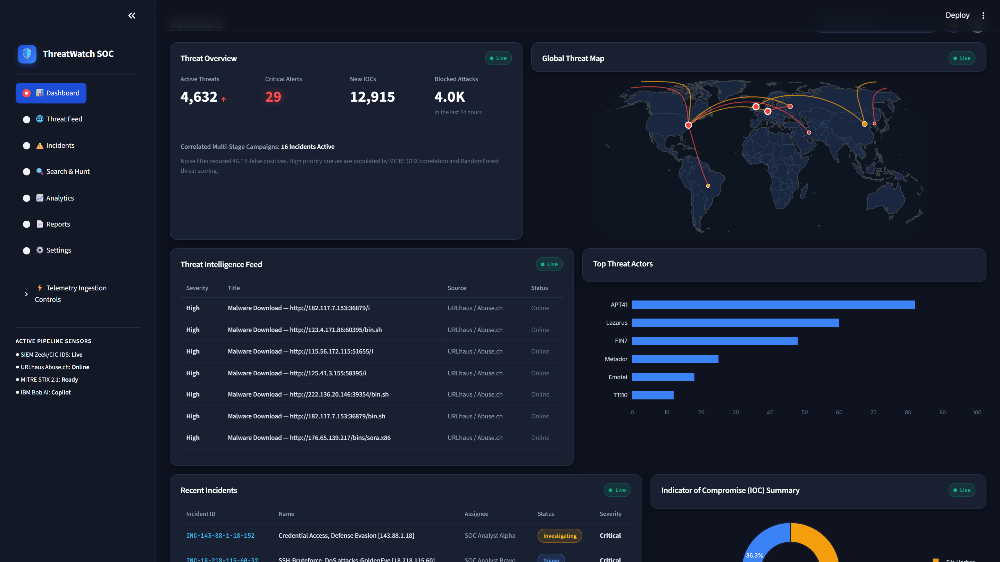 Deploy
Dashboard
ThreatWatch SOC
Dashboard
Threat Feed
Incidents
Search & Hunt
Analytics
Reports
Settings
Telemetry Ingestion
Controls
ACTIVE PIPELINE SENSORS
SIEM Zeek/CIC-IDS: Live
URLhaus Abuse.ch: Online
MITRE STIX 2.1: Ready
IBM Bob AI: Copilot
Threat Overview
Live
Active Threats
Critical Alerts
New IOCs
Blocked Attacks
4,632
29
12,915
4.0K
in the last 24 hours
Correlated Multi-Stage Campaigns: 16 Incidents Active
Noise filter reduced 46.1% false positives. High priority queues are populated by MITRE STIX correlation and RandomForest
threat scoring.
Global Threat Map
Live
Threat Intelligence Feed
Live
Severity Title Source Status
High Malware Download — http://182.117.7.153:36879/i URLhaus / Abuse.ch Online
High Malware Download — http://123.4.171.86:60395/bin.sh URLhaus / Abuse.ch Online
High Malware Download — http://115.56.172.115:51655/i URLhaus / Abuse.ch Online
High Malware Download — http://125.41.3.155:58395/i URLhaus / Abuse.ch Online
High Malware Download — http://222.136.20.146:39354/bin.sh URLhaus / Abuse.ch Online
High Malware Download — http://182.117.7.153:36879/bin.sh URLhaus / Abuse.ch Online
High Malware Download — http://176.65.139.217/bins/sora.x86 URLhaus / Abuse.ch Online
Top Threat Actors
APT41
Lazarus
FIN7
Metador
Emotet
T1110
0 10 20 30 40 50 60 70 80 90 100
Recent Incidents
Live
Incident ID Name Assignee Status Severity
INC-143-88-1-18-152 Credential Access, Defense Evasion [143.88.1.18] SOC Analyst Alpha Investigating Critical
INC-18-218-115-60-32 SSH-Bruteforce, DoS attacks-GoldenEye [18.218.115.60] SOC Analyst Bravo Triage Critical
Indicator of Compromise (IOC) Summary
Live
36.3%
File Hashes